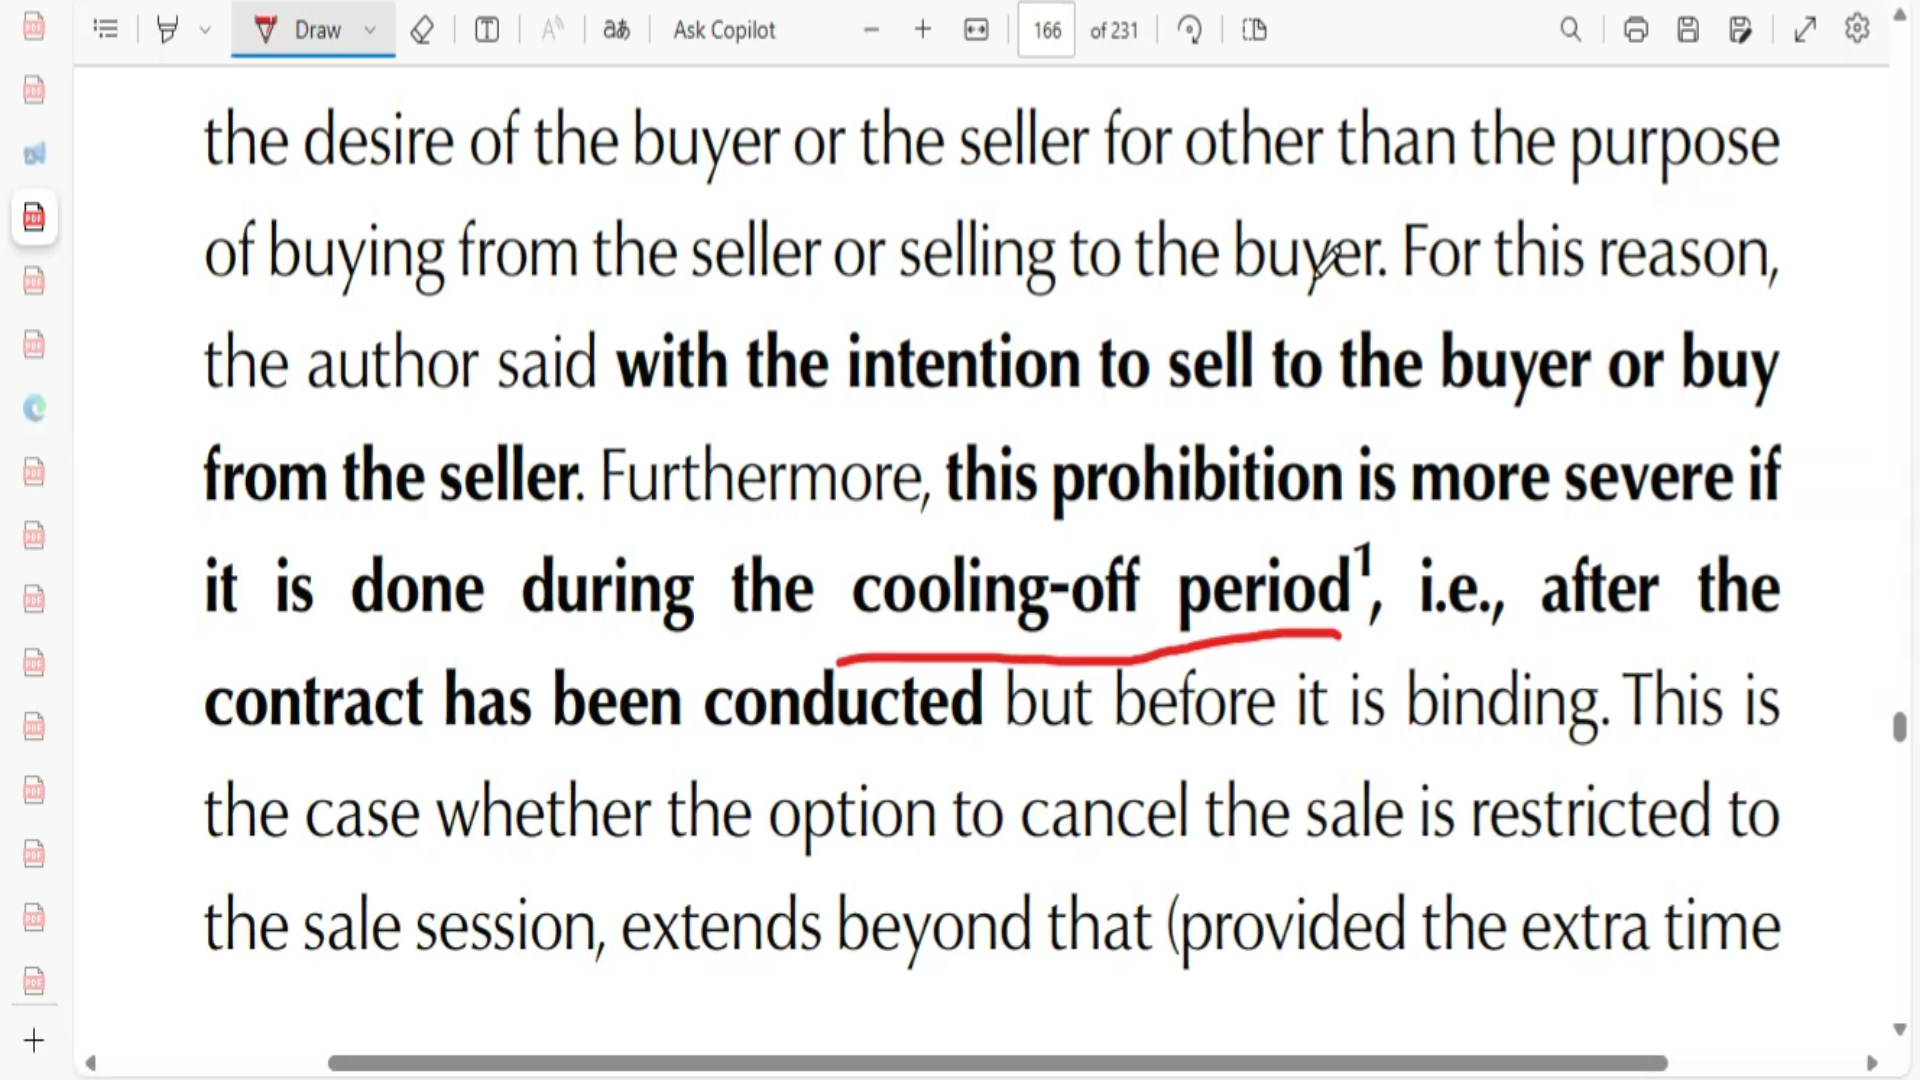 Draw
Ask Copilot
166
of 231
the desire of the buyer or the seller for other than the purpose
of buying from the seller or selling to the buyer. For this reason,
the author said with the intention to sell to the buyer or buy
from the seller. Furthermore, this prohibition is more severe if
it is done during the cooling-off period¹, i.e., after the
contract has been conducted but before it is binding. This is
the case whether the option to cancel the sale is restricted to
the sale session, extends beyond that (provided the extra time